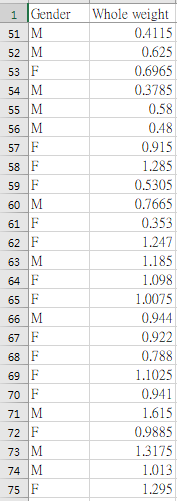 1 Gender Whole weight
51 M 0.4115
52 M 0.625
53 F 0.6965
54 M 0.3785
55 M 0.58
56 M 0.48
57 F 0.915
58 F 1.285
59 F 0.5305
60 M 0.7665
61 F 0.353
62 F 1.247
63 M 1.185
64 F 1.098
65 F 1.0075
66 M 0.944
67 F 0.922
68 F 0.788
69 F 1.1025
70 F 0.941
71 M 1.615
72 F 0.9885
73 M 1.3175
74 M 1.013
75 F 1.295